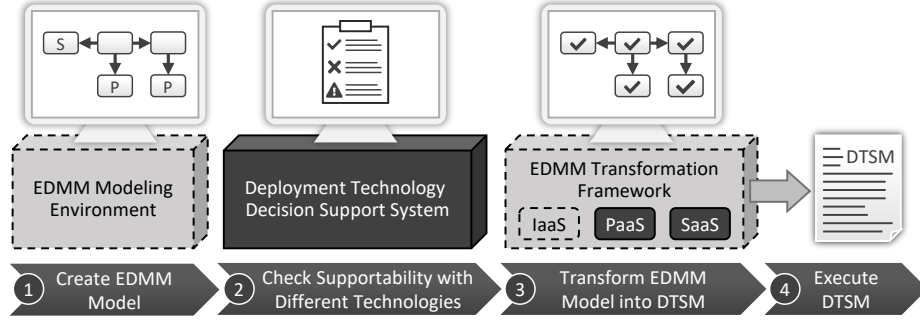 S
P
P
EDMM Modeling
Environment
Deployment Technology
Decision Support System
EDMM Transformation
Framework
IaaS
PaaS
SaaS
DTSM
1
Create EDMM
Model
2
Check Supportability with
Different Technologies
3
Transform EDMM
Model into DTSM
4
Execute
DTSM